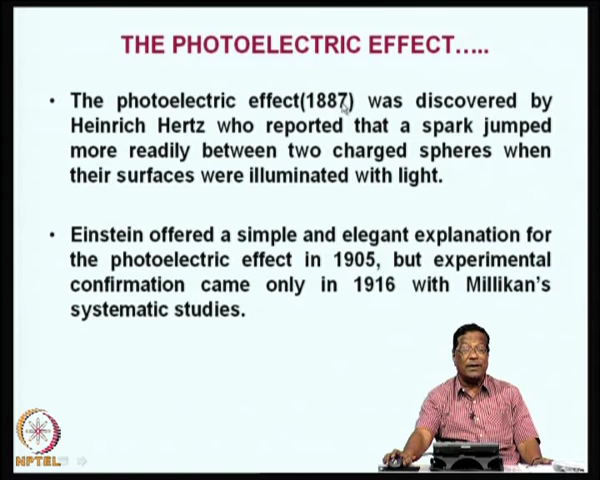 THE PHOTOELECTRIC EFFECT.....
• The photoelectric effect(1887) was discovered by
Heinrich Hertz who reported that a spark jumped
more readily between two charged spheres when
their surfaces were illuminated with light.
• Einstein offered a simple and elegant explanation for
the photoelectric effect in 1905, but experimental
confirmation came only in 1916 with Millikan's
systematic studies.
NPTEL